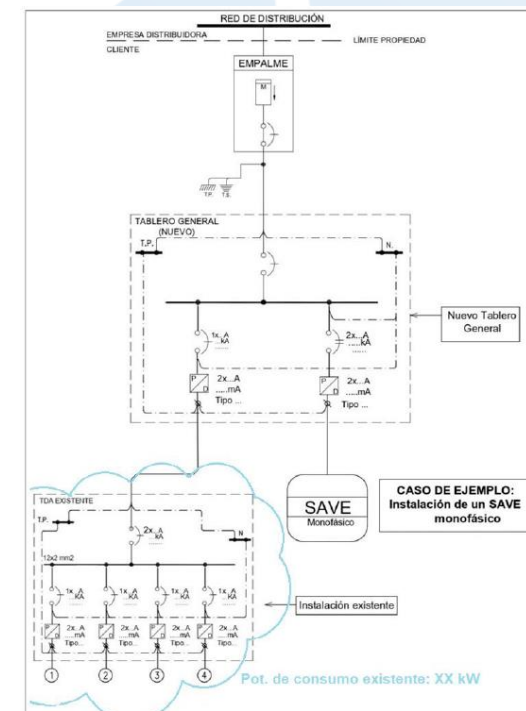 RED DE DISTRIBUCIÓN
EMPRESA DISTRIBUIDORA
LÍMITE PROPIEDAD
CLIENTE
EMPALME
M
T.P. T.S.
TABLERO GENERAL
(NUEVO)
T.P.
N.
1x...A
...kA
......
2x...A
.....kA
......
Nuevo Tablero
General
P
D
2x...A
.....mA
Tipo ...
P
D
2x...A
.....mA
Tipo ...
SAVE
Monofásico
CASO DE EJEMPLO:
Instalación de un SAVE
monofásico
TDA EXISTENTE
T.P.
2x...A
...kA
N
12x2 mm2
1x...A
...kA
......
1x...A
...kA
......
1x...A
...kA
......
1x...A
...kA
......
Instalación existente
P
D
2x...A
....mA
Tipo...
P
D
2x...A
....mA
Tipo...
P
D
2x...A
....mA
Tipo...
P
D
2x...A
....mA
Tipo...
1
2
3
4
Pot. de consumo existente: XX kW